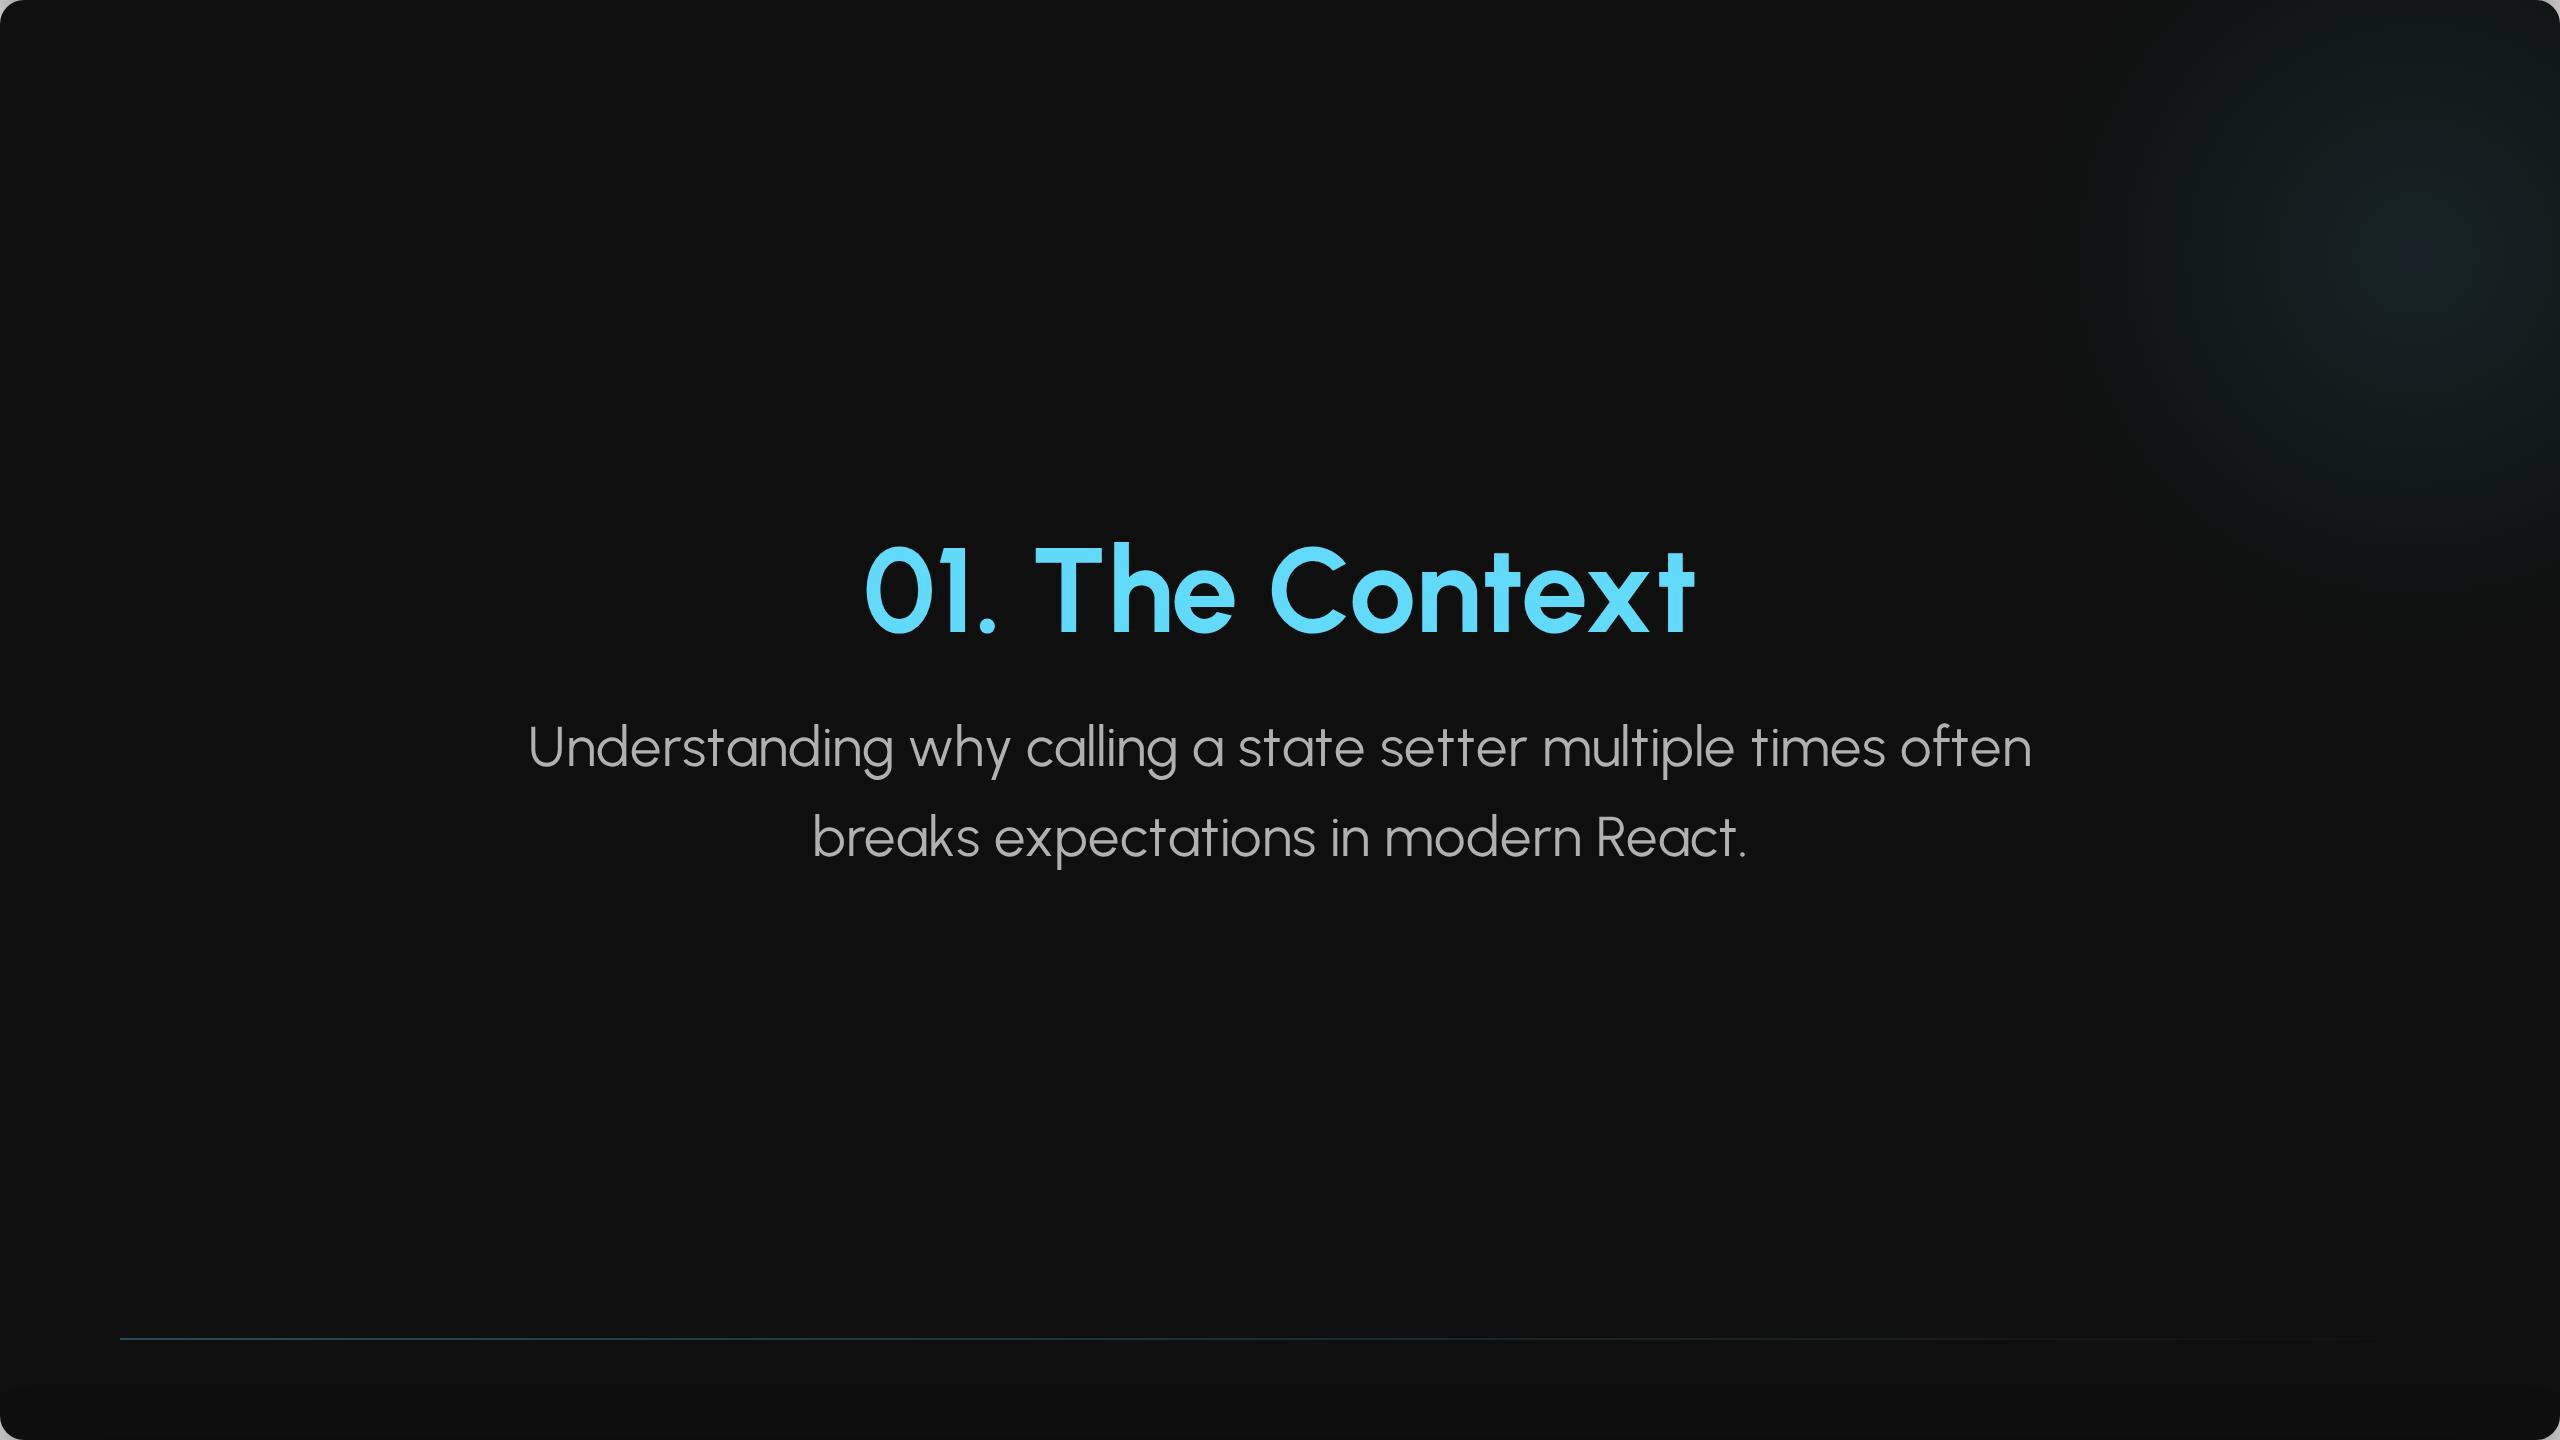 01. The Context
Understanding why calling a state setter multiple times often
breaks expectations in modern React.